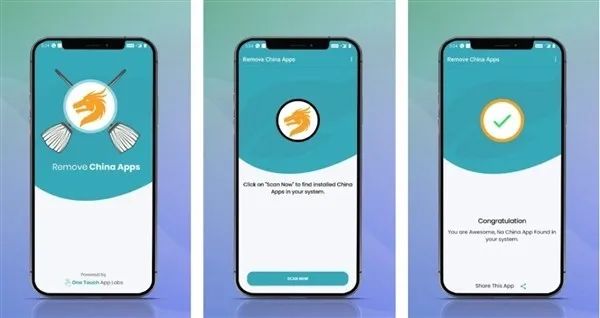 Remove China Apps
Powered by
One Touch App Labs
Remova China Apps
Click on "Scan Now" to find installed China
Apps in your system.
SCAN NOW
Remove China Apps
Congratulation
You are Awesome, No China App Found in
your system.
Share This App